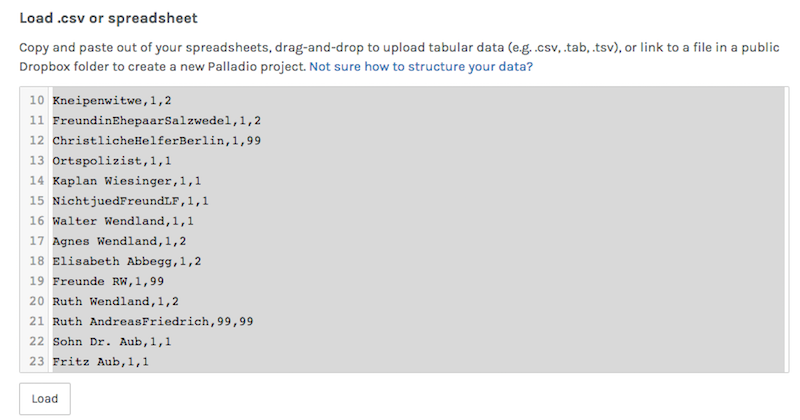 Load .csv or spreadsheet
Copy and paste out of your spreadsheets, drag-and-drop to upload tabular data (e.g. .csv, .tab, .tsv), or link to a file in a public
Dropbox folder to create a new Palladio project. Not sure how to structure your data?
10 Kneipenwitwe,1,2
11 FreundinEhepaarSalzwedel,1,2
12 ChristlicheHelferBerlin,1,99
13 Ortspolizist,1,1
14 Kaplan Wiesinger,1,1
15 NichtjuedFreundLF,1,1
16 Walter Wendland,1,1
17 Agnes Wendland,1,2
18 Elisabeth Abbegg,1,2
19 Freunde RW,1,99
20 Ruth Wendland,1,2
21 Ruth AndreasFriedrich,99,99
22 Sohn Dr. Aub,1,1
23 Fritz Aub,1,1
Load